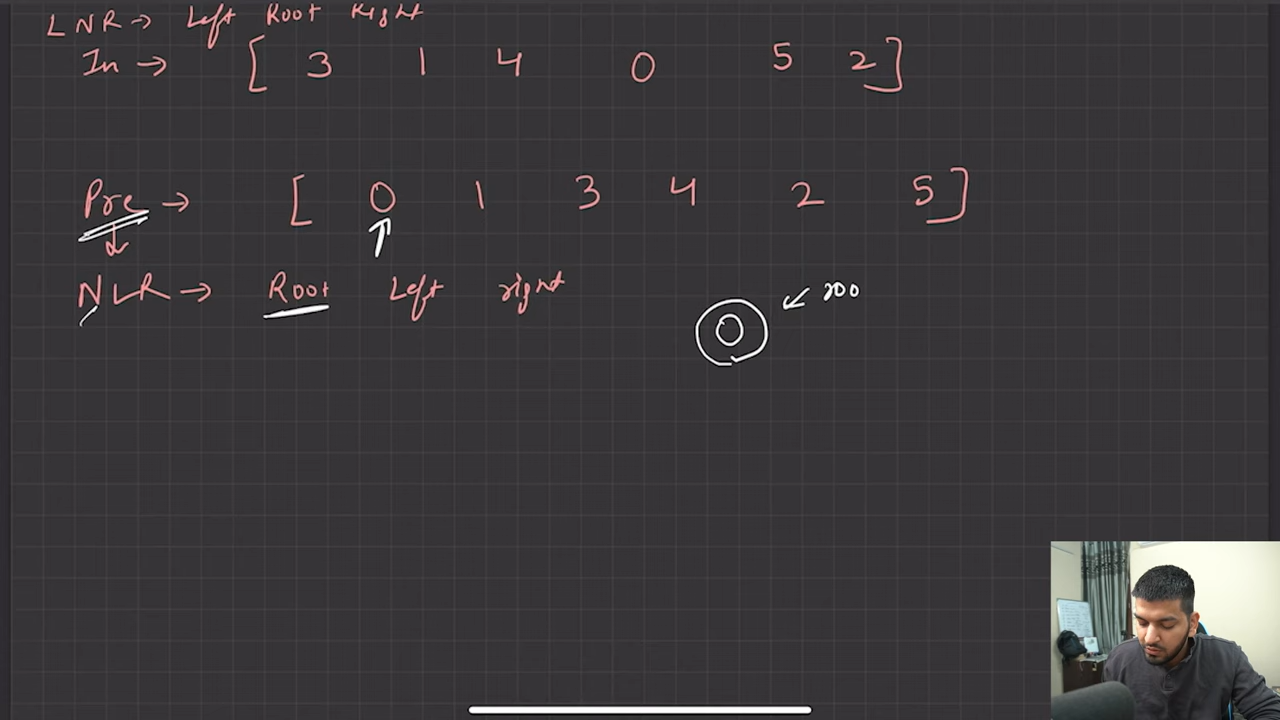 LNR → Left Root Right
In → [ 3 1 4 0 5 2 ]
Pre → [ 0 1 3 4 2 5 ]
NLR → Root Left right
0 ← roo